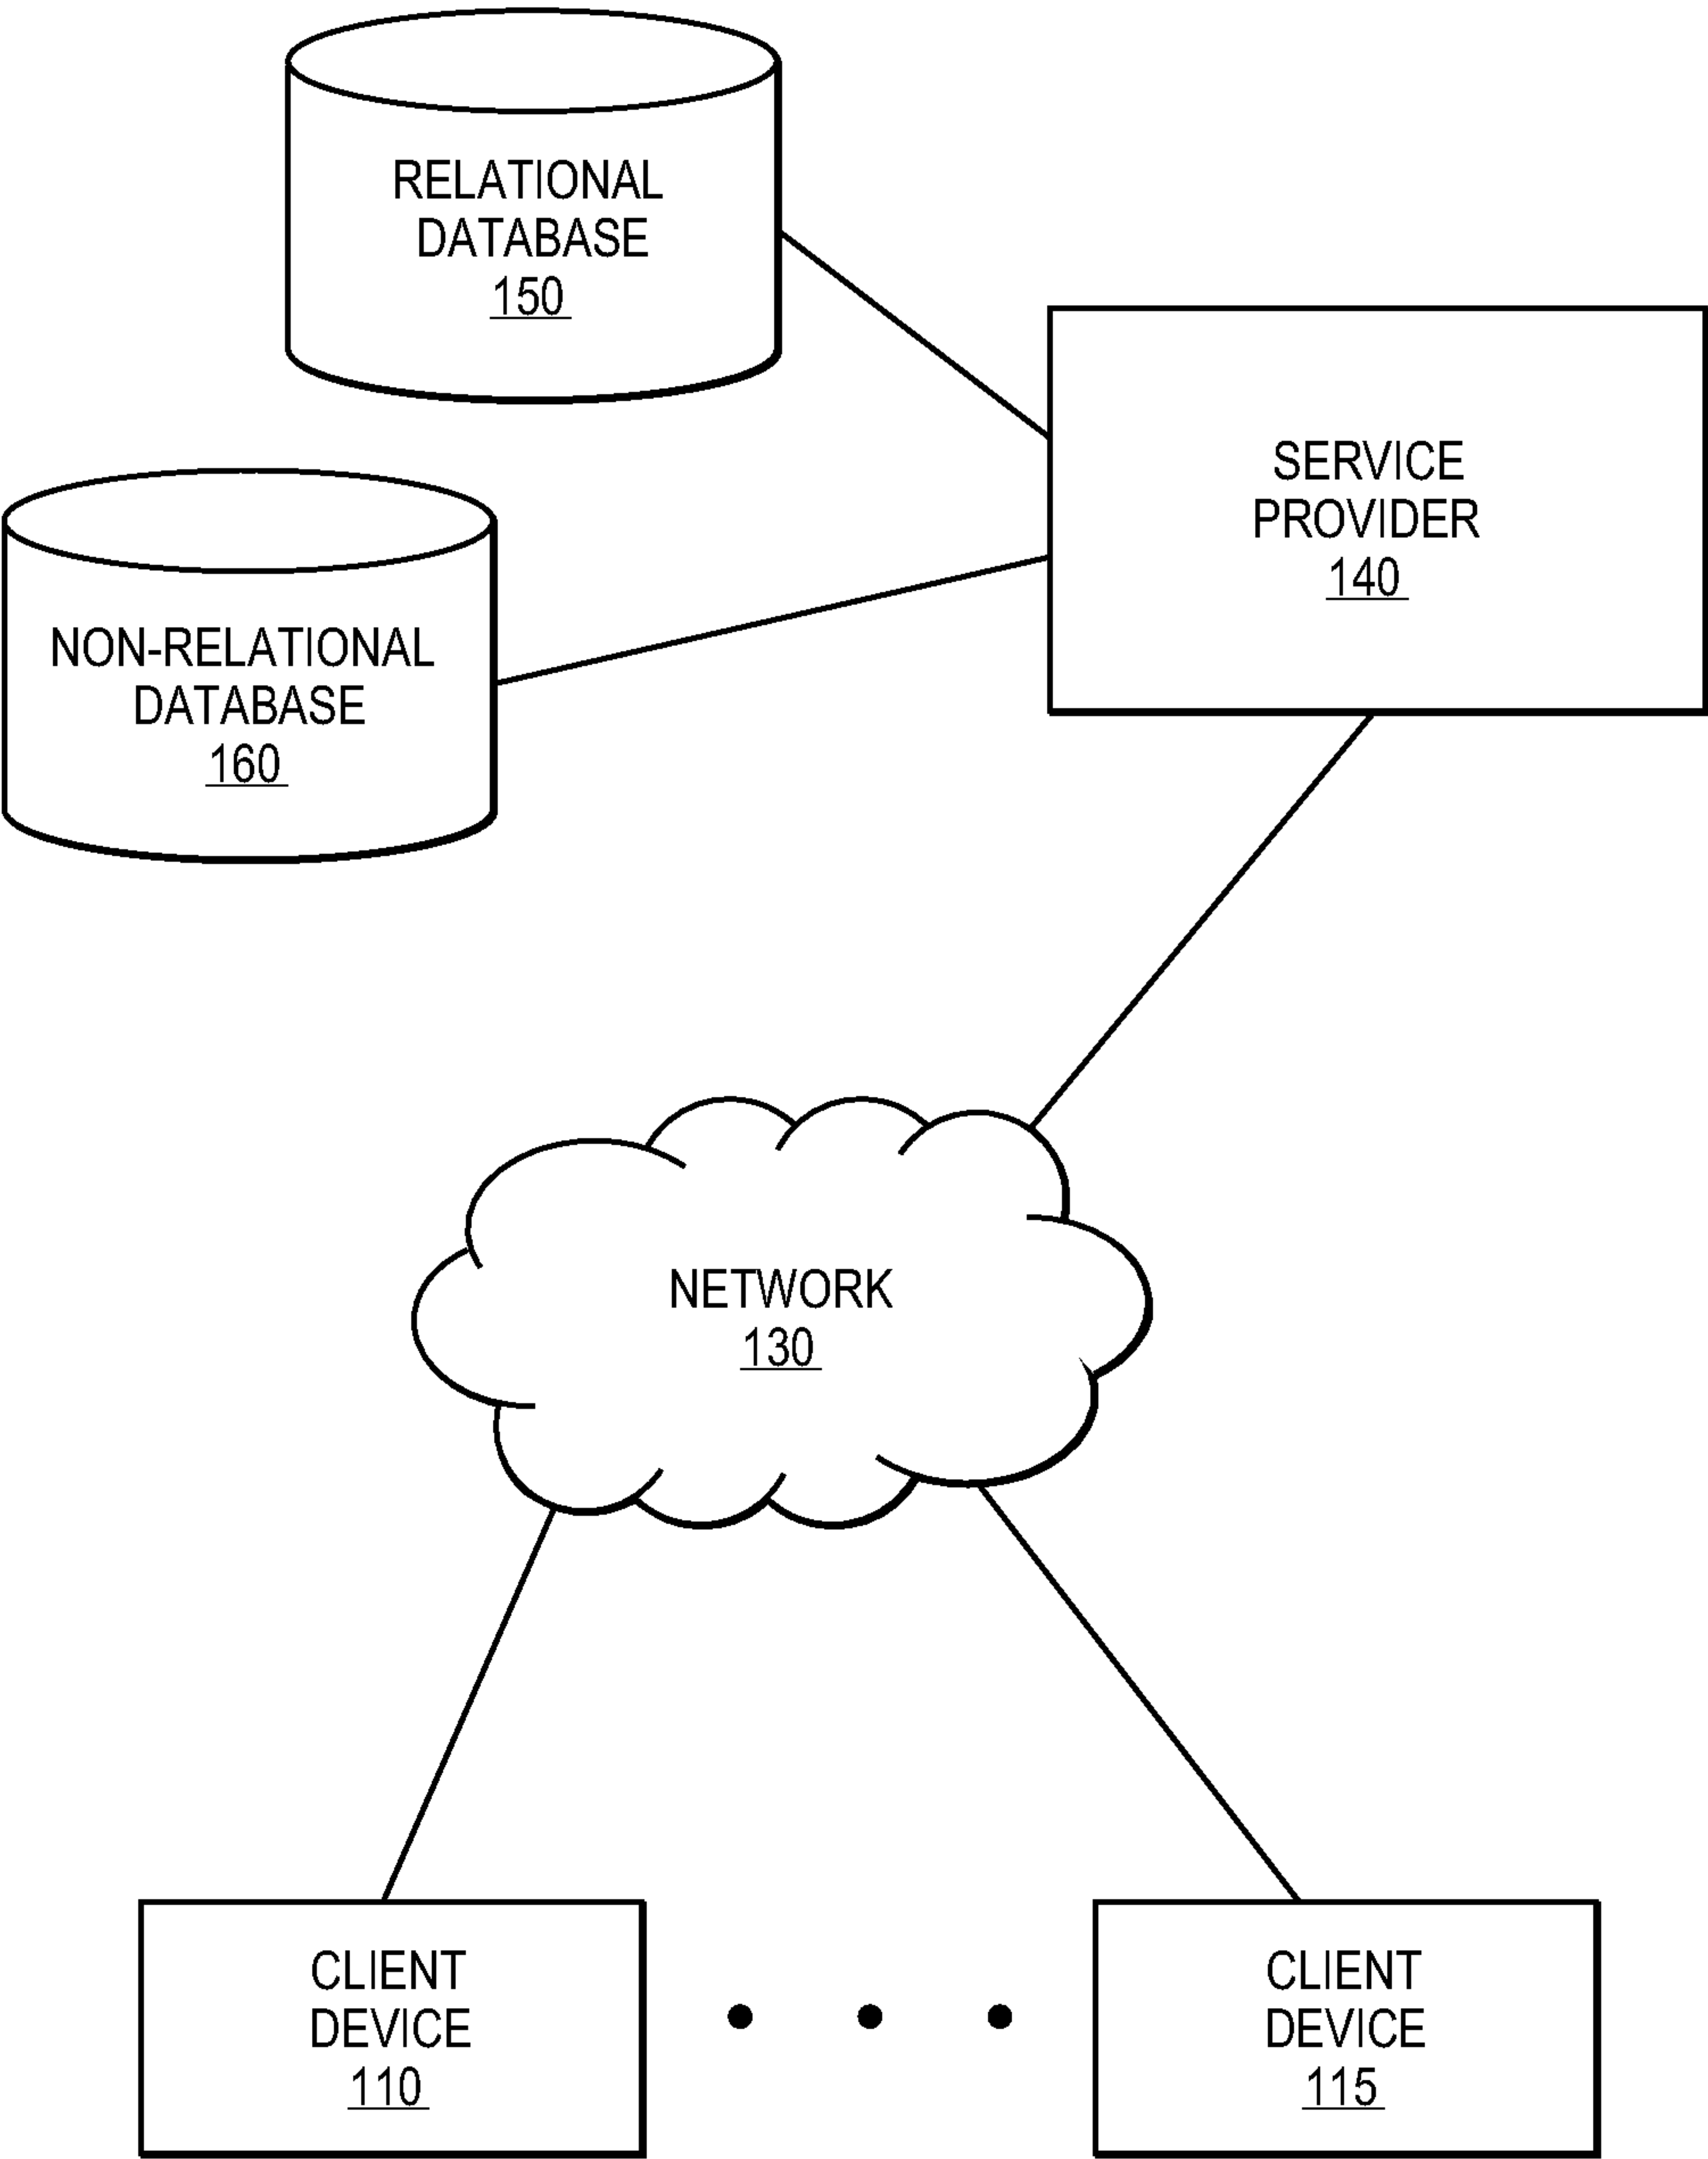 RELATIONAL
DATABASE
150
SERVICE
PROVIDER
140
NON-RELATIONAL
DATABASE
160
NETWORK
130
CLIENT
DEVICE
110
CLIENT
DEVICE
115